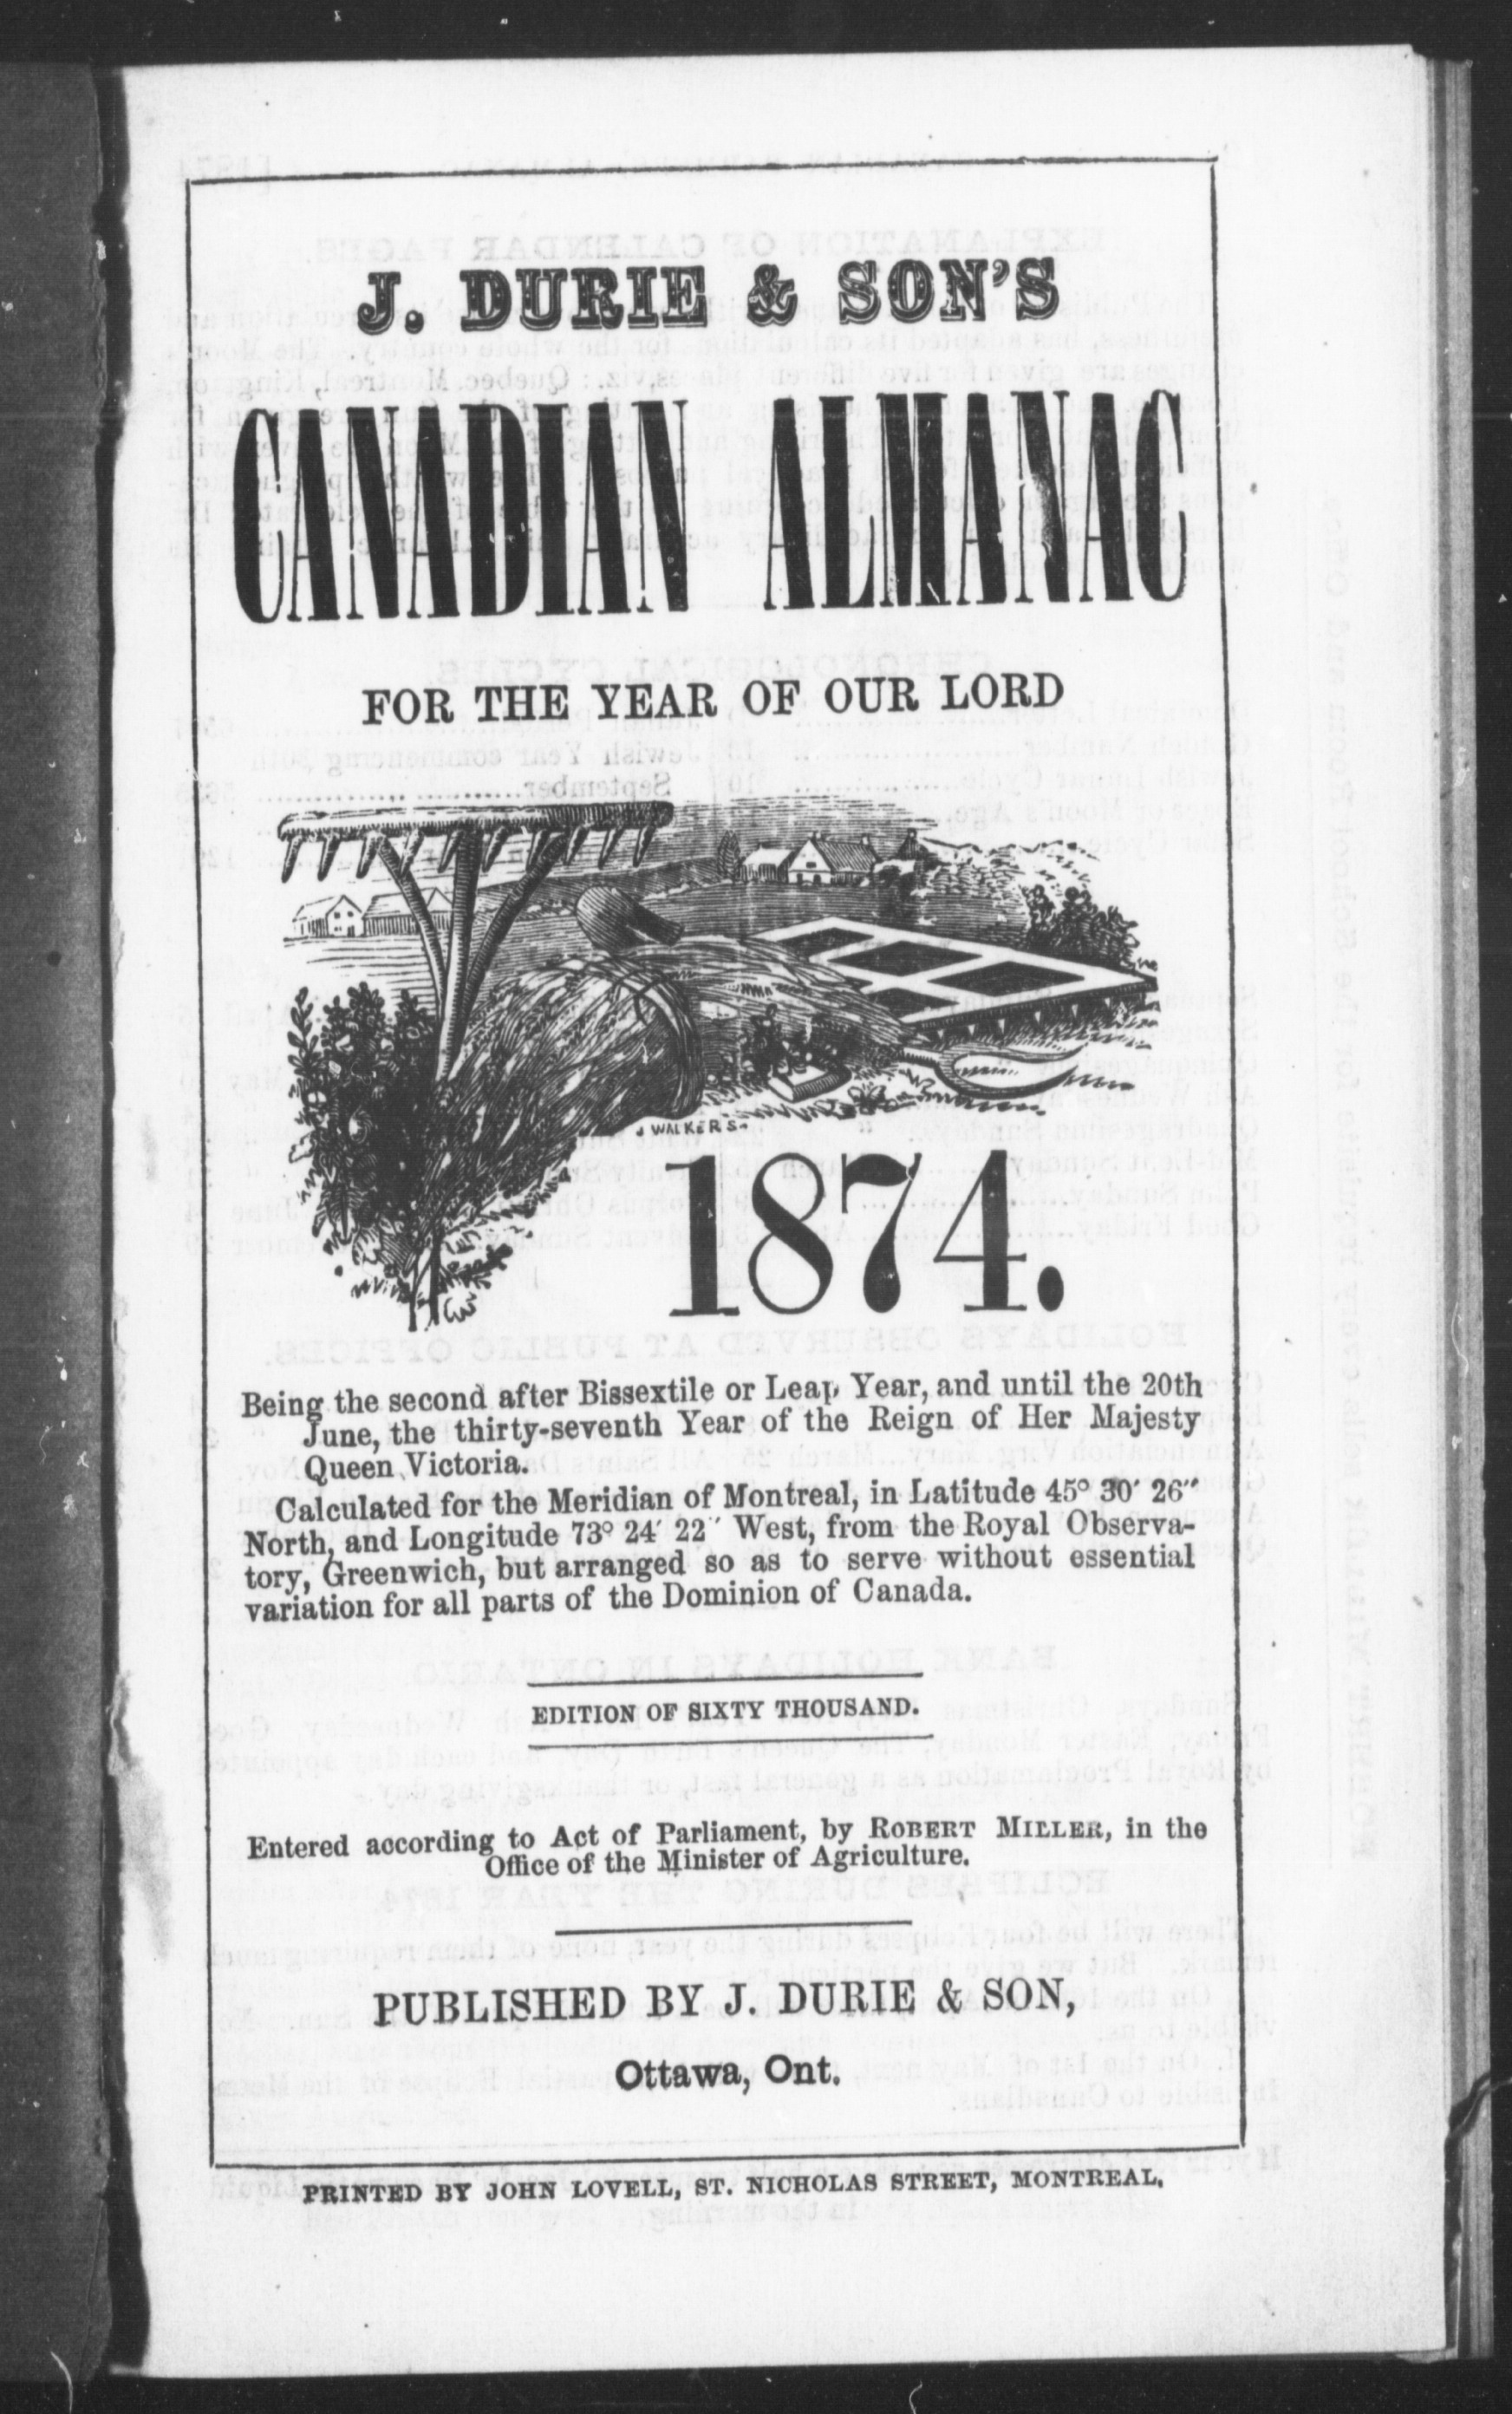 J. DURIE & SON'S
CANADIAN ALMANAC
FOR THE YEAR OF OUR LORD
WALKERS
1874.
Being the second after Bissextile or Leap Year, and until the 20th
June, the thirty-seventh Year of the Reign of Her Majesty
Queen Victoria.
Calculated for the Meridian of Montreal, in Latitude 45° 30′ 26″
North, and Longitude 73° 24′ 22″ West, from the Royal Observa-
tory, Greenwich, but arranged so as to serve without essential
variation for all parts of the Dominion of Canada.
EDITION OF SIXTY THOUSAND.
Entered according to Act of Parliament, by ROBERT MILLER, in the
Office of the Minister of Agriculture.
PUBLISHED BY J. DURIE & SON,
Ottawa, Ont.
PRINTED BY JOHN LOVELL, ST. NICHOLAS STREET, MONTREAL.